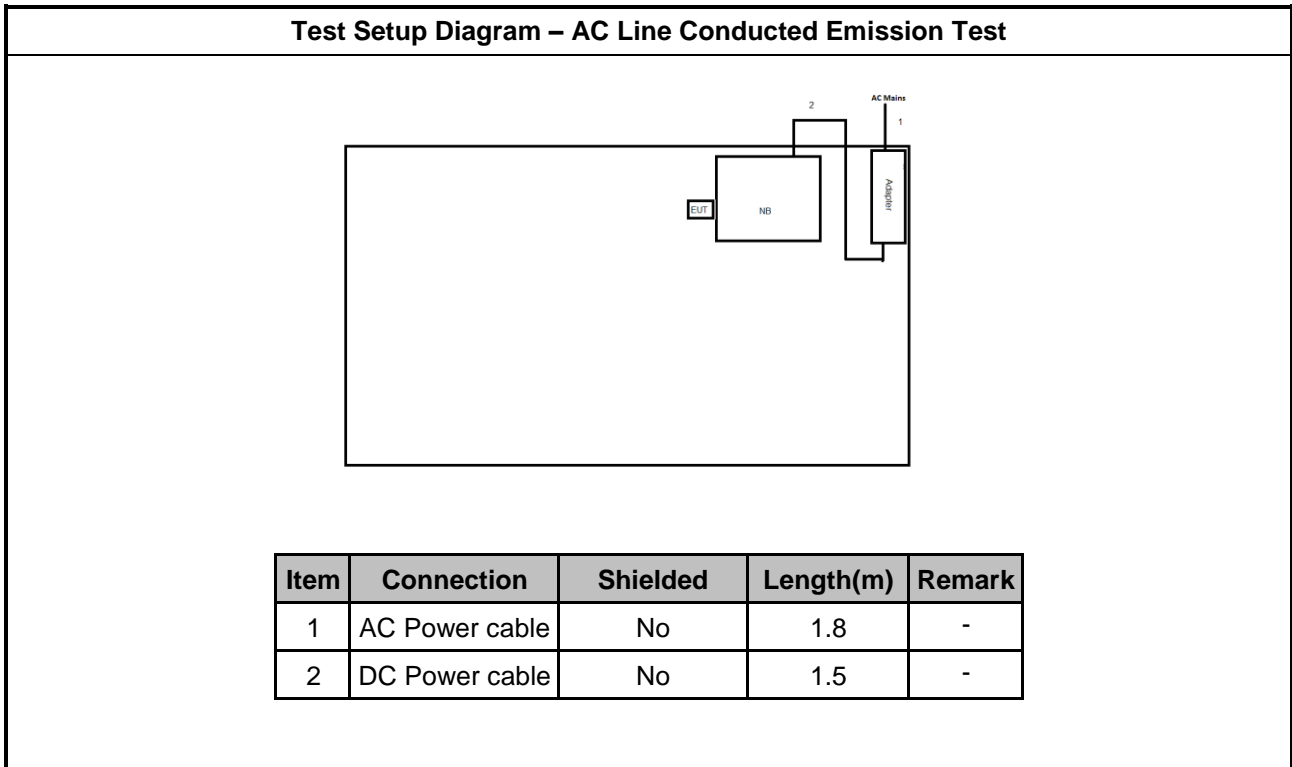 Test Setup Diagram – AC Line Conducted Emission Test
2
AC Mains
1
Adapter
EUT
NB
Item Connection Shielded Length(m) Remark
1 AC Power cable No 1.8 -
2 DC Power cable No 1.5 -